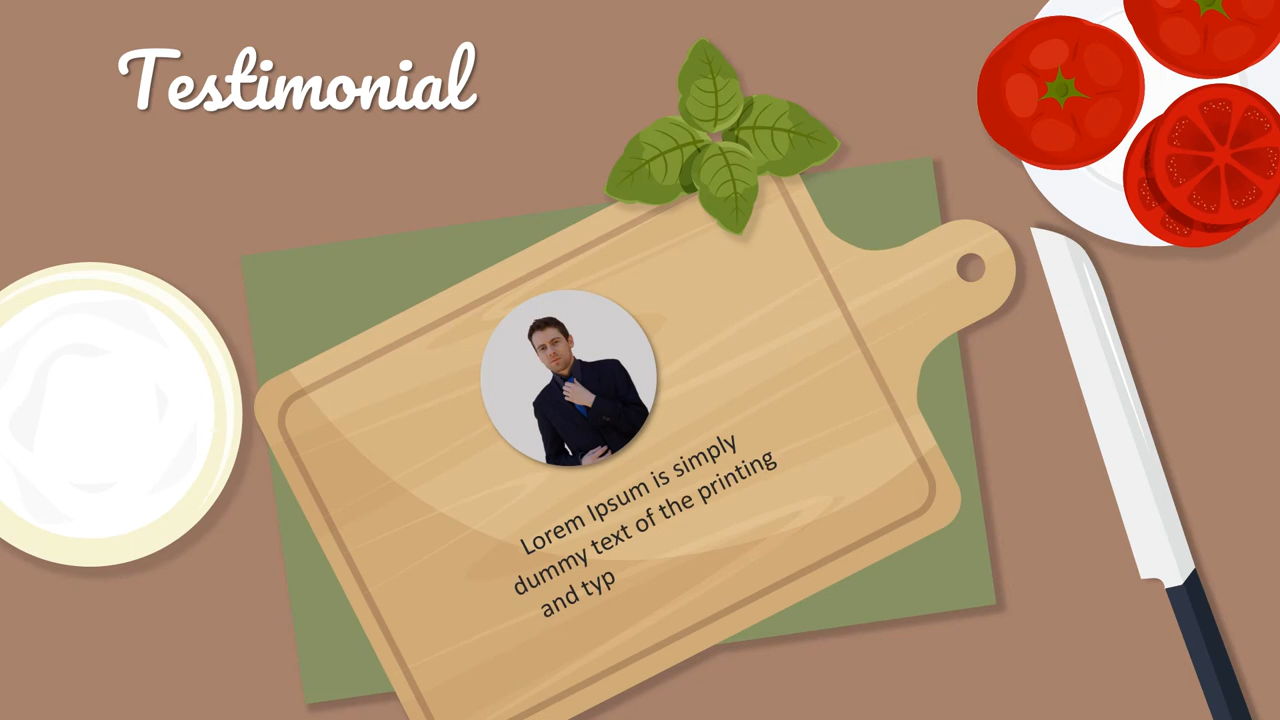 Testimonial
Lorem Ipsum is simply
dummy text of the printing
and typ